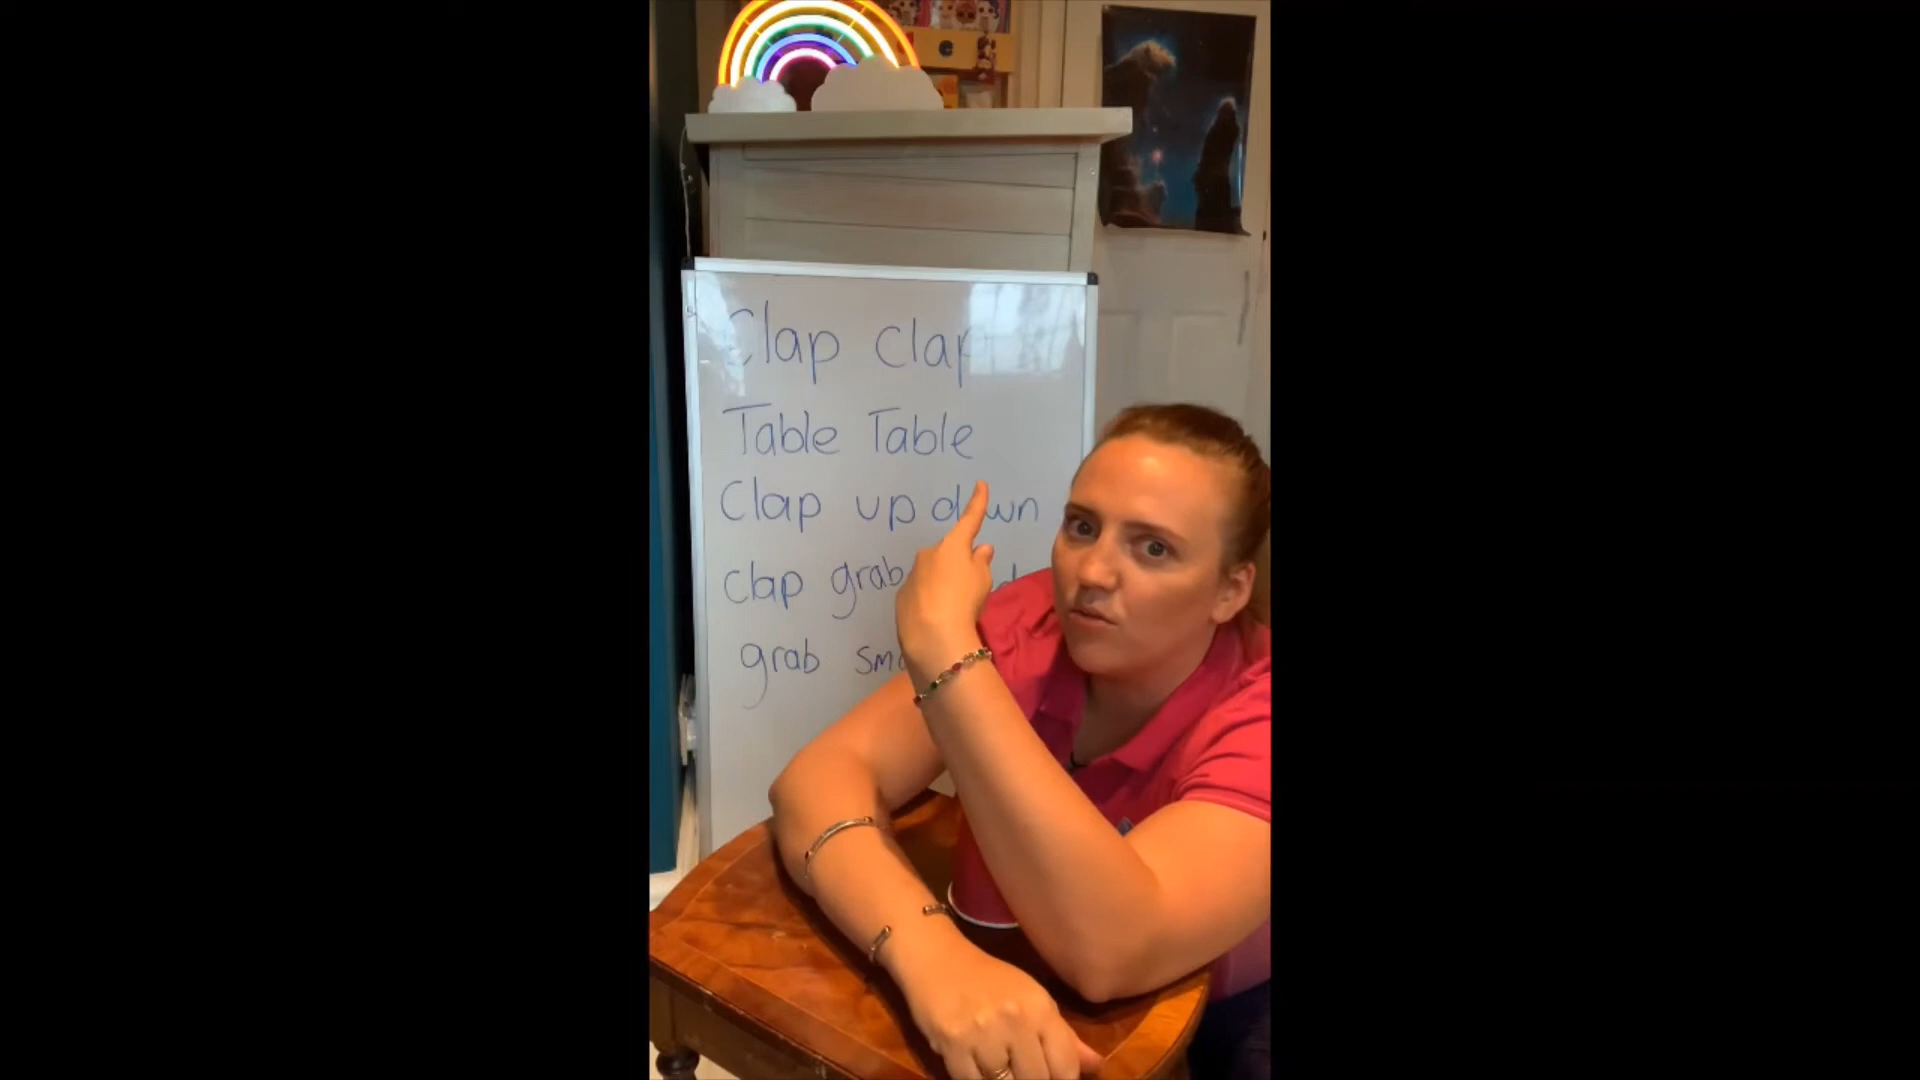 Clap clap
Table Table
Clap up down
clap grab
grab